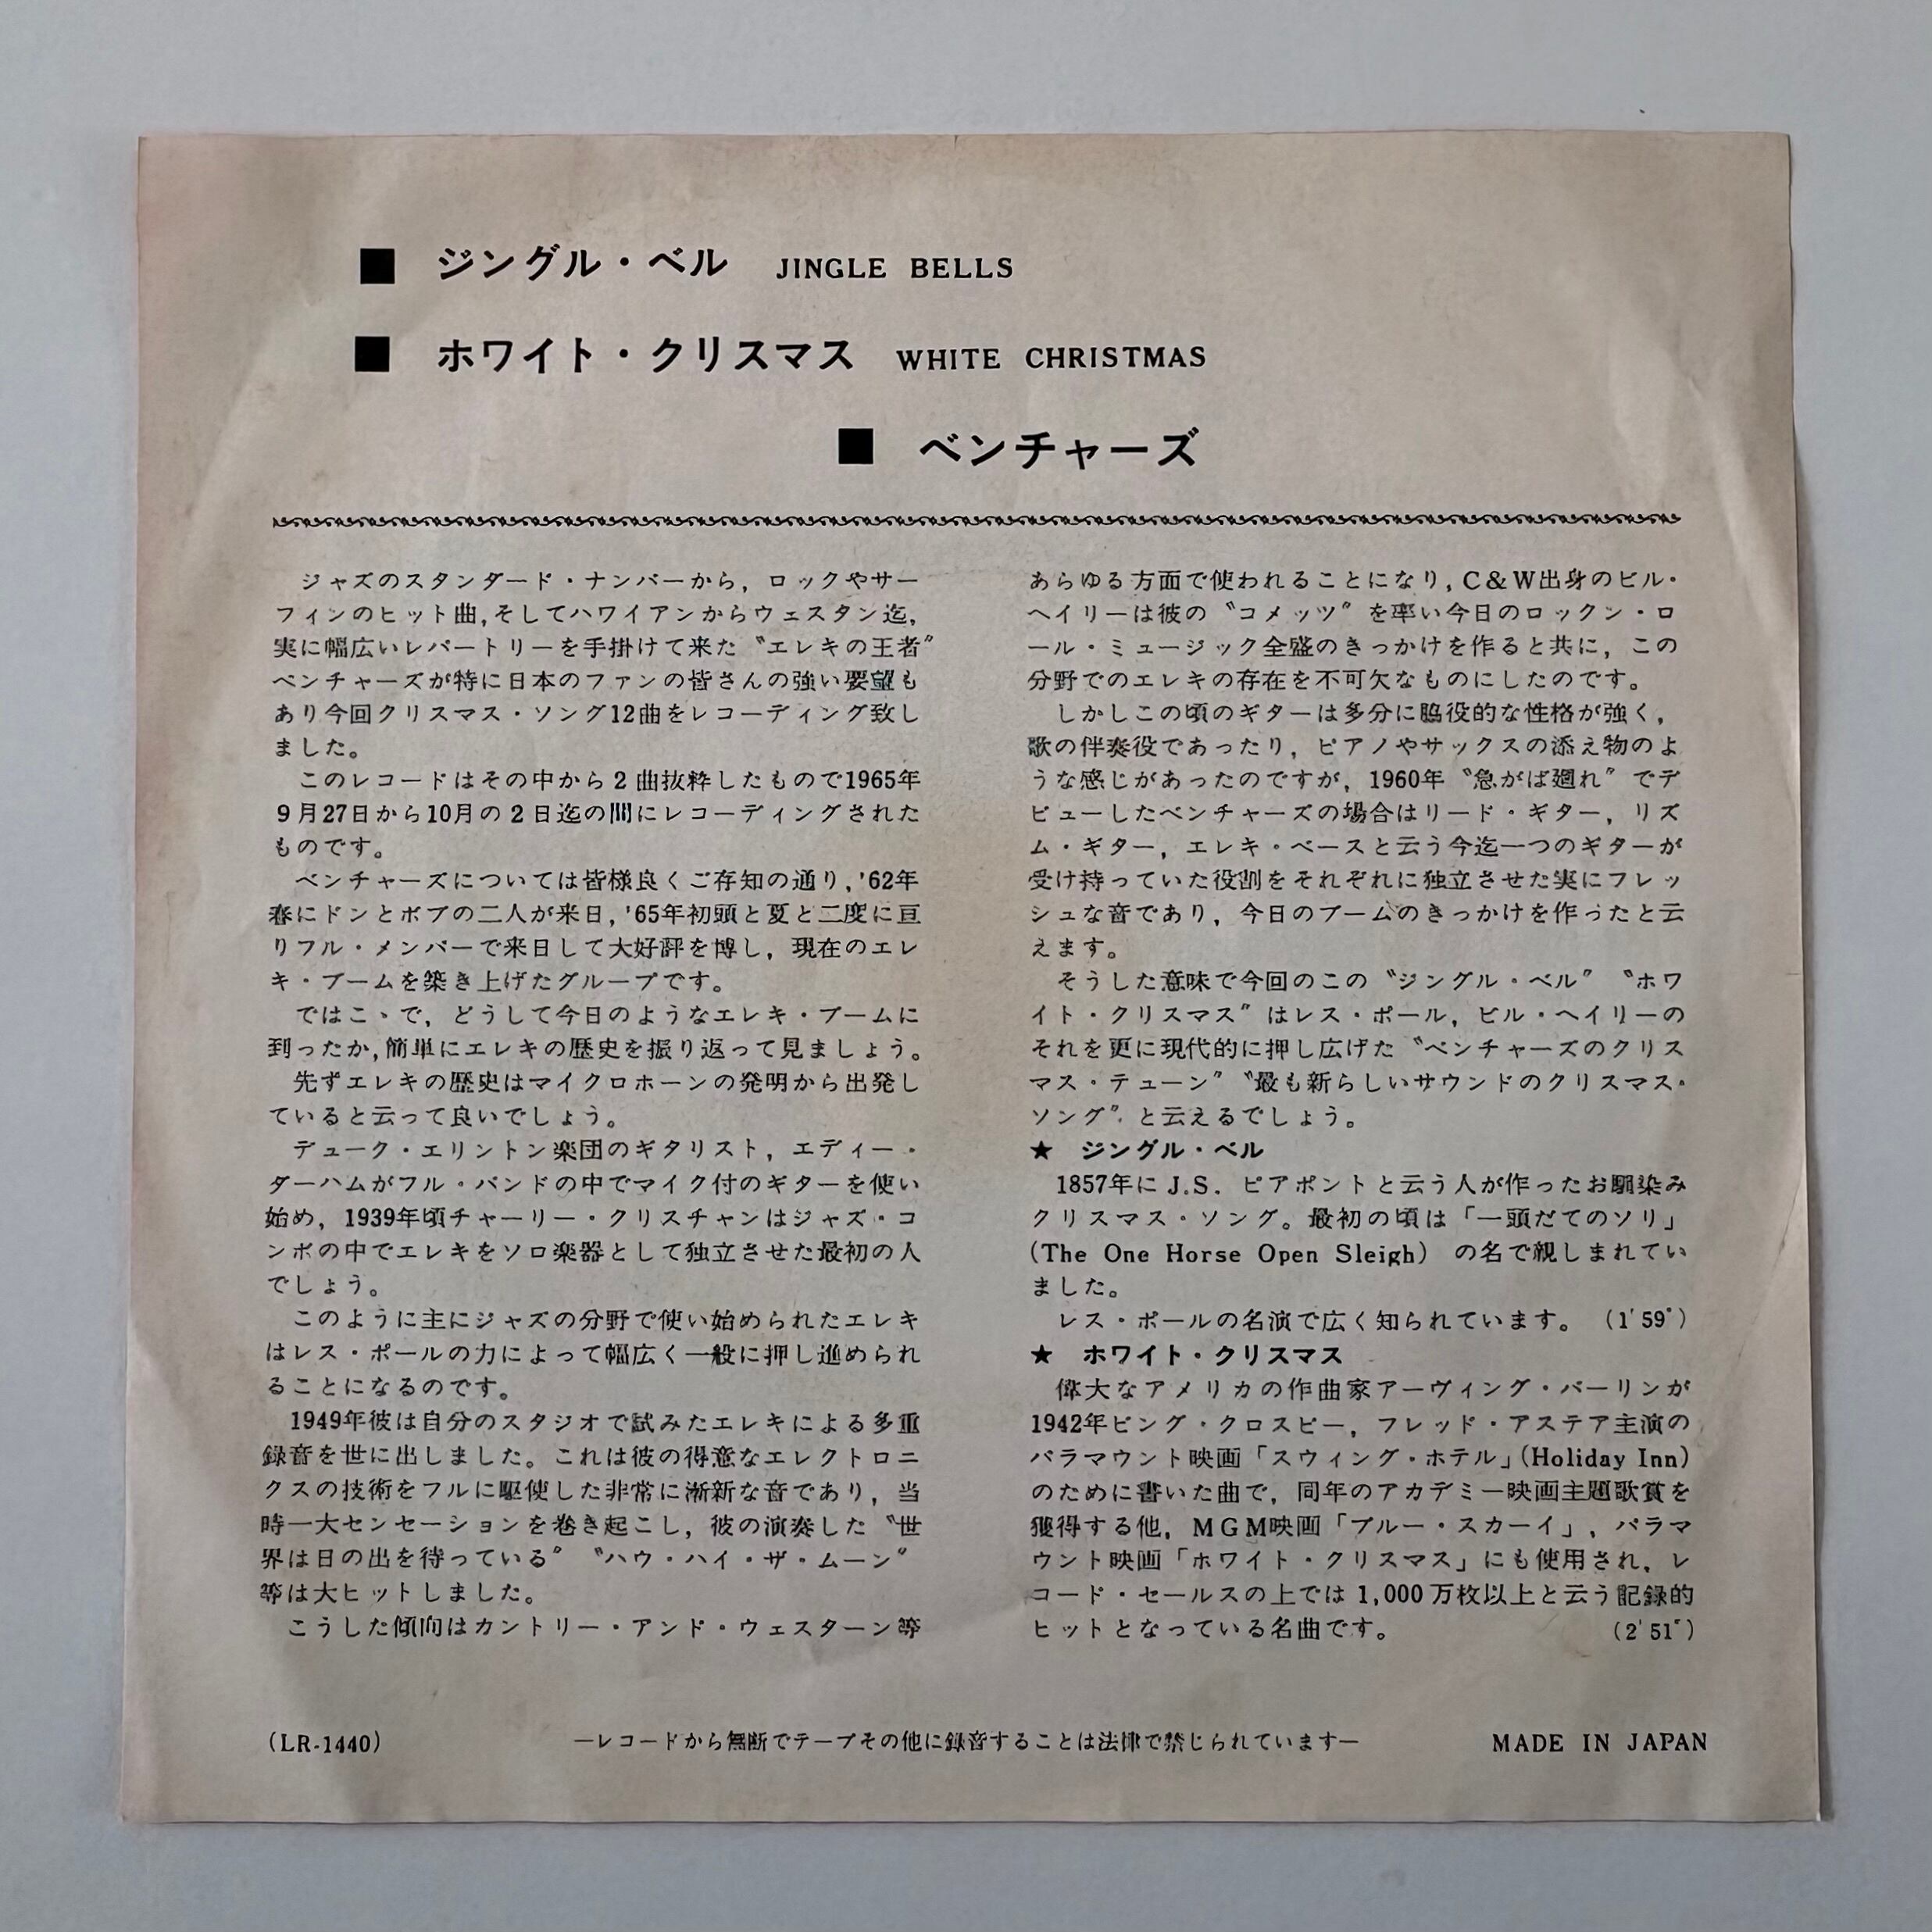 ■ ジングル・ベル JINGLE BELLS
■ ホワイト・クリスマス WHITE CHRISTMAS
■ ベンチャーズ
ジャズのスタンダード・ナンバーから，ロックやサー
フィンのヒット曲，そしてハワイアンからウェスタン迄，
実に幅広いレパートリーを手掛けて来た〝エレキの王者〞
ベンチャーズが特に日本のファンの皆さんの強い要望も
あり今回クリスマス・ソング12曲をレコーディング致し
ました。
このレコードはその中から2曲抜粋したもので1965年
9月27日から10月の2日迄の間にレコーディングされた
ものです。
ベンチャーズについては皆様良くご存知の通り，'62年
春にドンとボブの二人が来日，'65年初頭と夏と二度に亘
りフル・メンバーで来日して大好評を博し，現在のエレ
キ・ブームを築き上げたグループです。
ではこゝで，どうして今日のようなエレキ・ブームに
到ったか，簡単にエレキの歴史を振り返って見ましょう。
先ずエレキの歴史はマイクロホーンの発明から出発し
ていると云って良いでしょう。
デューク・エリントン楽団のギタリスト，エディー・
ダーハムがフル・バンドの中でマイク付のギターを使い
始め，1939年頃チャーリー・クリスチャンはジャズ・コ
ンボの中でエレキをソロ楽器として独立させた最初の人
でしょう。
このように主にジャズの分野で使い始められたエレキ
はレス・ポールの力によって幅広く一般に押し進められ
ることになるのです。
1949年彼は自分のスタジオで試みたエレキによる多重
録音を世に出しました。これは彼の得意なエレクトロニ
クスの技術をフルに駆使した非常に漸新な音であり，当
時一大センセーションを巻き起こし，彼の演奏した〝世
界は日の出を待っている〞〝ハウ・ハイ・ザ・ムーン〞
等は大ヒットしました。
こうした傾向はカントリー・アンド・ウェスターン等
あらゆる方面で使われることになり，C＆W出身のビル・
ヘイリーは彼の〝コメッツ〞を率い今日のロックン・ロ
ール・ミュージック全盛のきっかけを作ると共に，この
分野でのエレキの存在を不可欠なものにしたのです。
しかしこの頃のギターは多分に脇役的な性格が強く，
歌の伴奏役であったり，ピアノやサックスの添え物のよ
うな感じがあったのですが，1960年〝急がば廻れ〞でデ
ビューしたベンチャーズの場合はリード・ギター，リズ
ム・ギター，エレキ・ベースと云う今迄一つのギターが
受け持っていた役割をそれぞれに独立させた実にフレッ
シュな音であり，今日のブームのきっかけを作ったと云
えます。
そうした意味で今回のこの〝ジングル・ベル〞〝ホワ
イト・クリスマス〞はレス・ポール，ビル・ヘイリーの
それを更に現代的に押し広げた〝ベンチャーズのクリス
マス・テューン〞〝最も新らしいサウンドのクリスマス・
ソング〞と云えるでしょう。
★ ジングル・ベル
1857年に J.S. ピアポントと云う人が作ったお馴染み
クリスマス・ソング。最初の頃は「一頭だてのソリ」
（The One Horse Open Sleigh）の名で親しまれてい
ました。
レス・ポールの名演で広く知られています。（1′59″）
★ ホワイト・クリスマス
偉大なアメリカの作曲家アーヴィング・バーリンが
1942年ビング・クロスビー，フレッド・アステア主演の
パラマウント映画「スウィング・ホテル」（Holiday Inn）
のために書いた曲で，同年のアカデミー映画主題歌賞を
獲得する他，MGM映画「ブルー・スカーイ」，パラマ
ウント映画「ホワイト・クリスマス」にも使用され，レ
コード・セールスの上では 1,000 万枚以上と云う記録的
ヒットとなっている名曲です。（2′51″）
（LR-1440） ―レコードから無断でテープその他に録音することは法律で禁じられています― MADE IN JAPAN